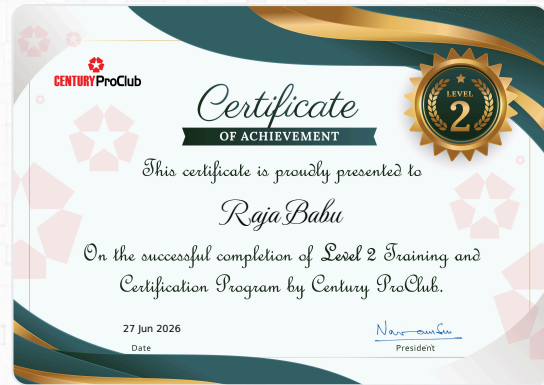 CENTURY ProClub
LEVEL
2
Certificate
OF ACHIEVEMENT
This certificate is proudly presented to
Raja Babu
On the successful completion of Level 2 Training and
Certification Program by Century ProClub.
27 Jun 2026
Date
President